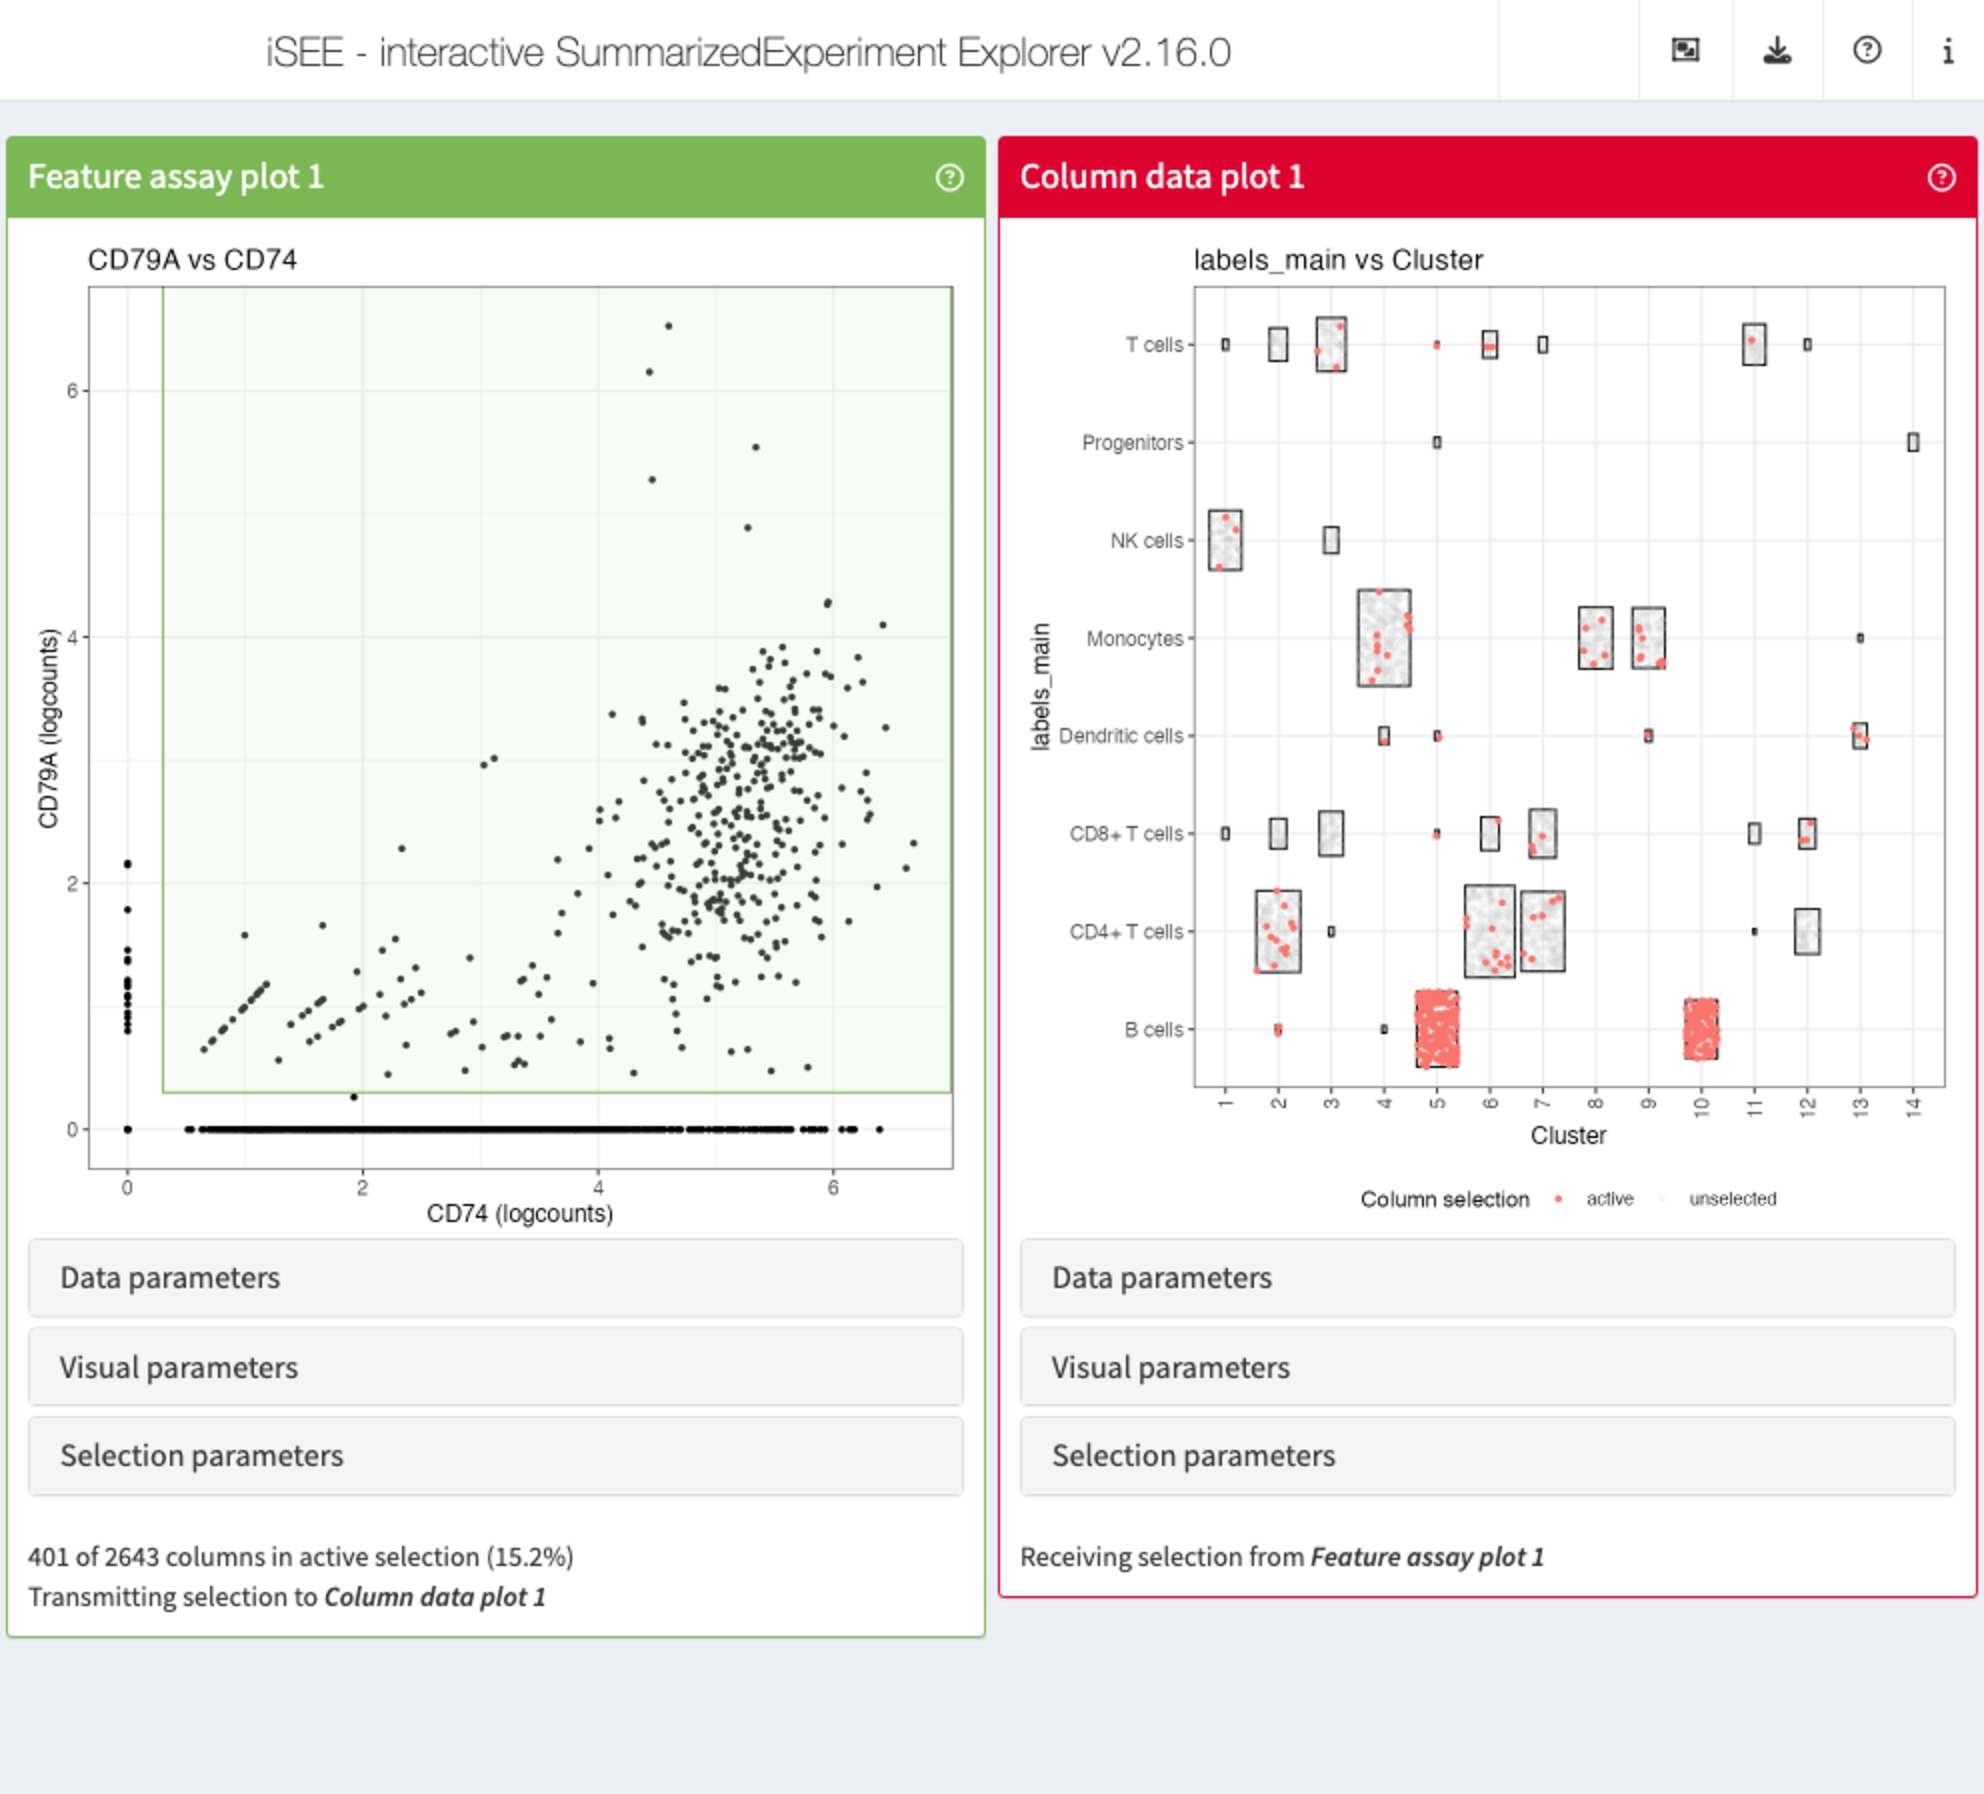 iSEE - interactive SummarizedExperiment Explorer v2.16.0
Feature assay plot 1
CD79A vs CD74
CD79A (logcounts)
6
4
2
0
0 2 4 6
CD74 (logcounts)
Data parameters
Visual parameters
Selection parameters
401 of 2643 columns in active selection (15.2%)
Transmitting selection to Column data plot 1
Column data plot 1
labels_main vs Cluster
labels_main
T cells
Progenitors
NK cells
Monocytes
Dendritic cells
CD8+ T cells
CD4+ T cells
B cells
1 2 3 4 5 6 7 8 9 10 11 12 13 14
Cluster
Column selection active unselected
Data parameters
Visual parameters
Selection parameters
Receiving selection from Feature assay plot 1